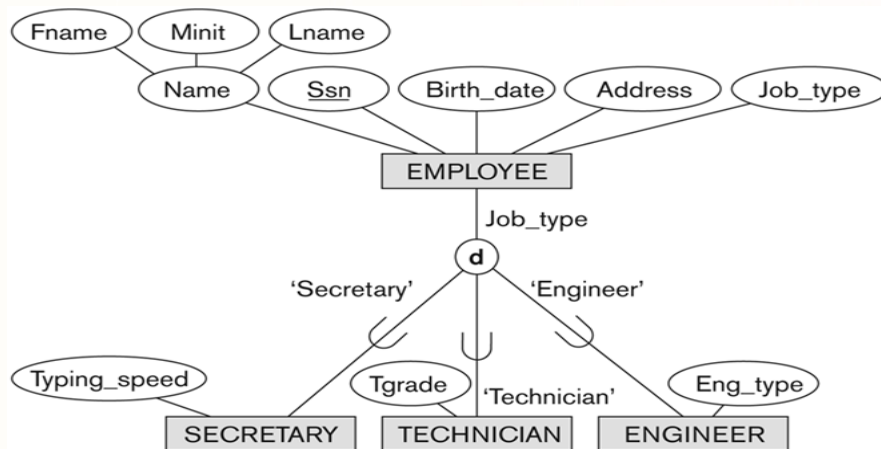 Fname Minit Lname
Name Ssn Birth_date Address Job_type
EMPLOYEE
Job_type
d
‘Secretary’ ‘Engineer’
Typing_speed Tgrade ‘Technician’ Eng_type
SECRETARY TECHNICIAN ENGINEER